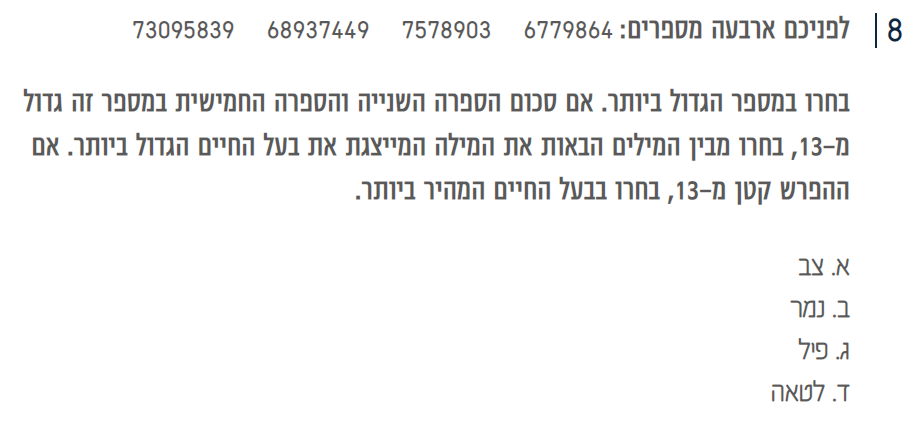 8 | לפניכם ארבעה מספרים: 6779864 7578903 68937449 73095839
בחרו במספר הגדול ביותר. אם סכום הספרה השנייה והספרה החמישית במספר זה גדול
מ-13, בחרו מבין המילים הבאות את המילה המייצגת את בעל החיים הגדול ביותר. אם
ההפרש קטן מ-13, בחרו בבעל החיים המהיר ביותר.
א. צב
ב. נמר
ג. פיל
ד. לטאה